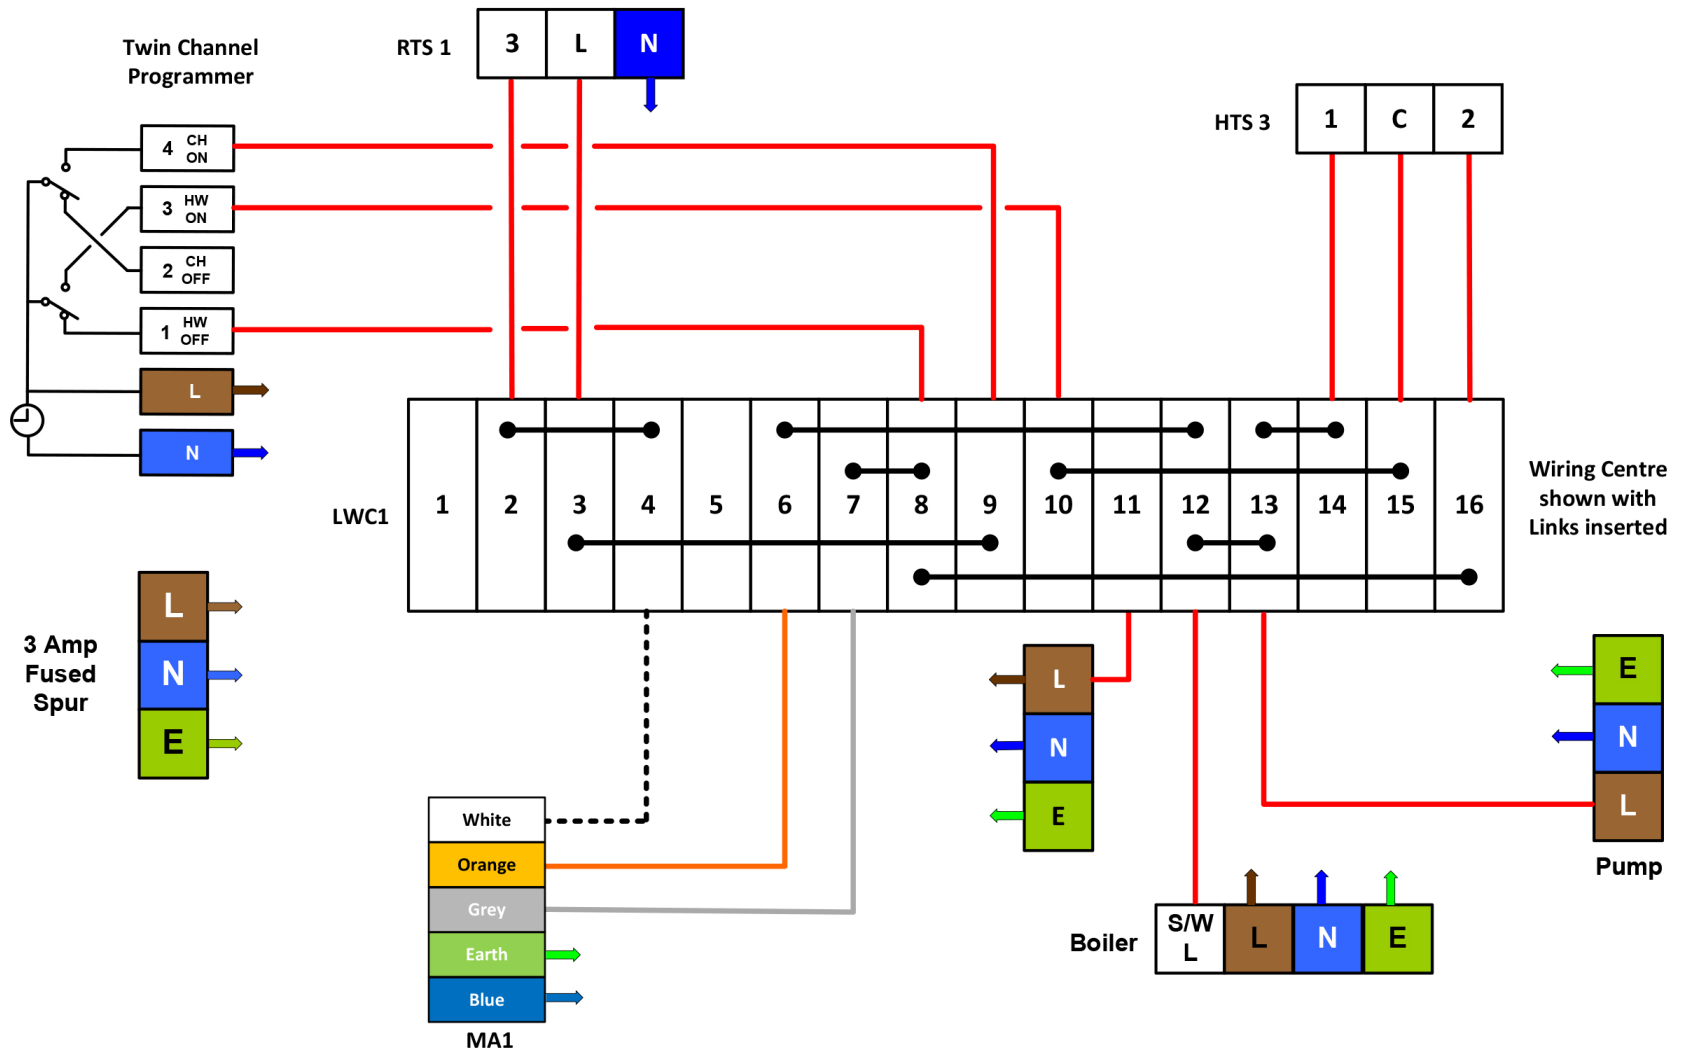 Twin Channel
Programmer
RTS 1
3 L N
HTS 3
1 C 2
4 CH
ON
3 HW
ON
2 CH
OFF
1 HW
OFF
L
N
LWC1
1 2 3 4 5 6 7 8 9 10 11 12 13 14 15 16
Wiring Centre
shown with
Links inserted
3 Amp
Fused
Spur
L
N
E
White
Orange
Grey
Earth
Blue
MA1
L
N
E
Boiler
S/W
L
L N E
E
N
L
Pump